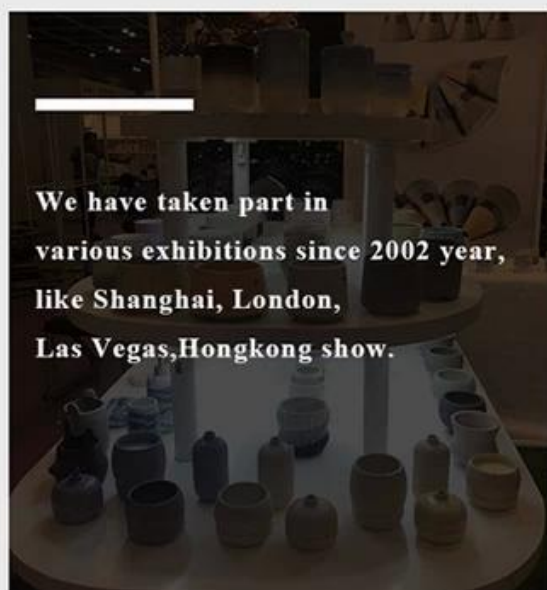 We have taken part in
various exhibitions since 2002 year,
like Shanghai, London,
Las Vegas,Hongkong show.